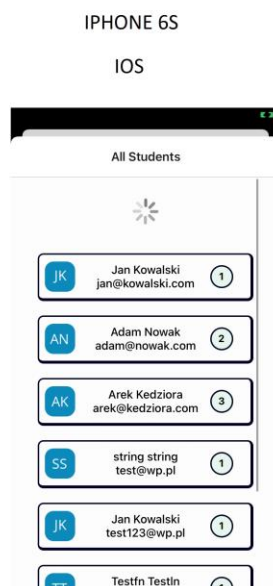 IPHONE 6S
IOS
All Students
JK
Jan Kowalski
jan@kowalski.com
1
AN
Adam Nowak
adam@nowak.com
2
AK
Arek Kedziora
arek@kedziora.com
3
SS
string string
test@wp.pl
1
JK
Jan Kowalski
test123@wp.pl
1
TT
Testfn Testln